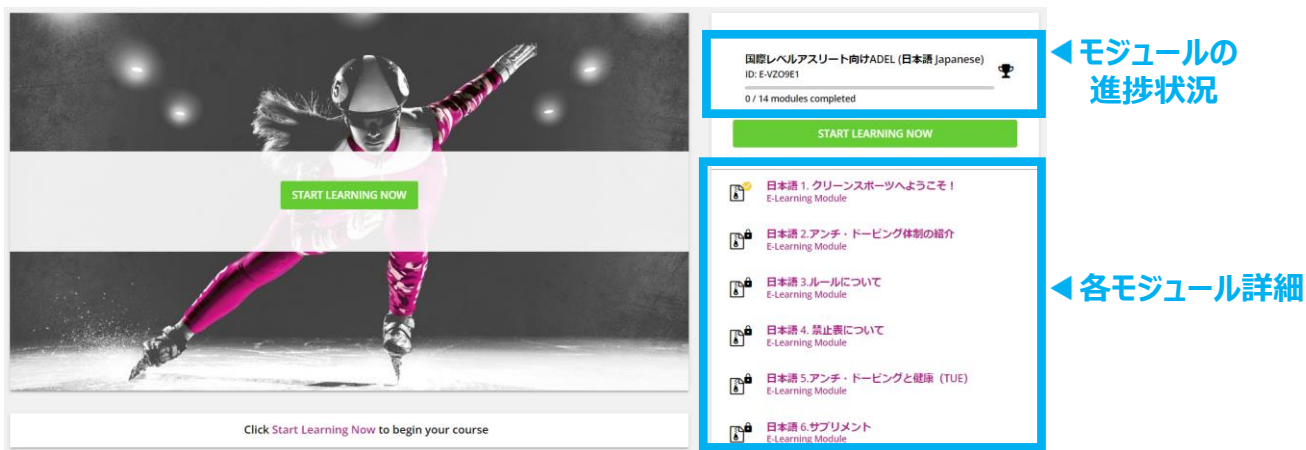 START LEARNING NOW
Click Start Learning Now to begin your course
国際レベルアスリート向けADEL (日本語 Japanese)
ID: E-VZO9E1
0 / 14 modules completed
START LEARNING NOW
日本語 1. クリーンスポーツへようこそ！
E-Learning Module
日本語 2.アンチ・ドーピング体制の紹介
E-Learning Module
日本語 3.ルールについて
E-Learning Module
日本語 4. 禁止表について
E-Learning Module
日本語 5.アンチ・ドーピングと健康（TUE）
E-Learning Module
日本語 6.サプリメント
E-Learning Module
◀モジュールの
進捗状況
◀各モジュール詳細